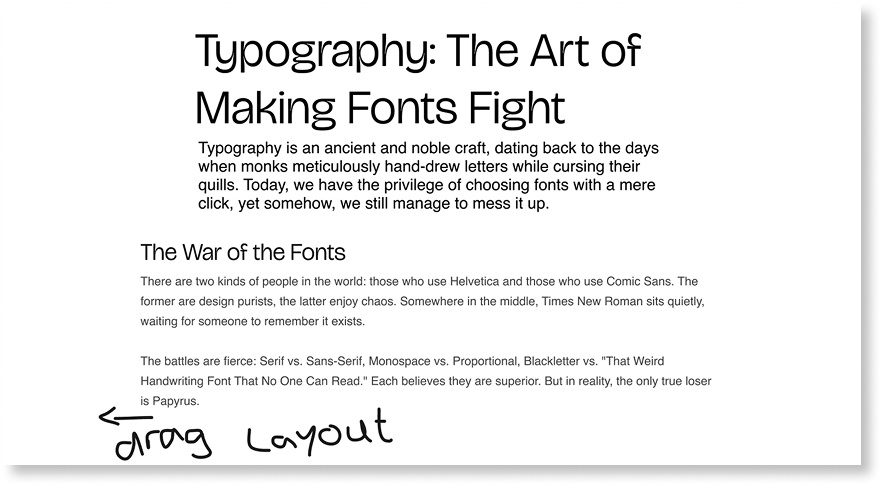 Typography: The Art of
Making Fonts Fight
Typography is an ancient and noble craft, dating back to the days
when monks meticulously hand-drew letters while cursing their
quills. Today, we have the privilege of choosing fonts with a mere
click, yet somehow, we still manage to mess it up.
The War of the Fonts
There are two kinds of people in the world: those who use Helvetica and those who use Comic Sans. The
former are design purists, the latter enjoy chaos. Somewhere in the middle, Times New Roman sits quietly,
waiting for someone to remember it exists.
The battles are fierce: Serif vs. Sans-Serif, Monospace vs. Proportional, Blackletter vs. "That Weird
Handwriting Font That No One Can Read." Each believes they are superior. But in reality, the only true loser
is Papyrus.
drag Layout